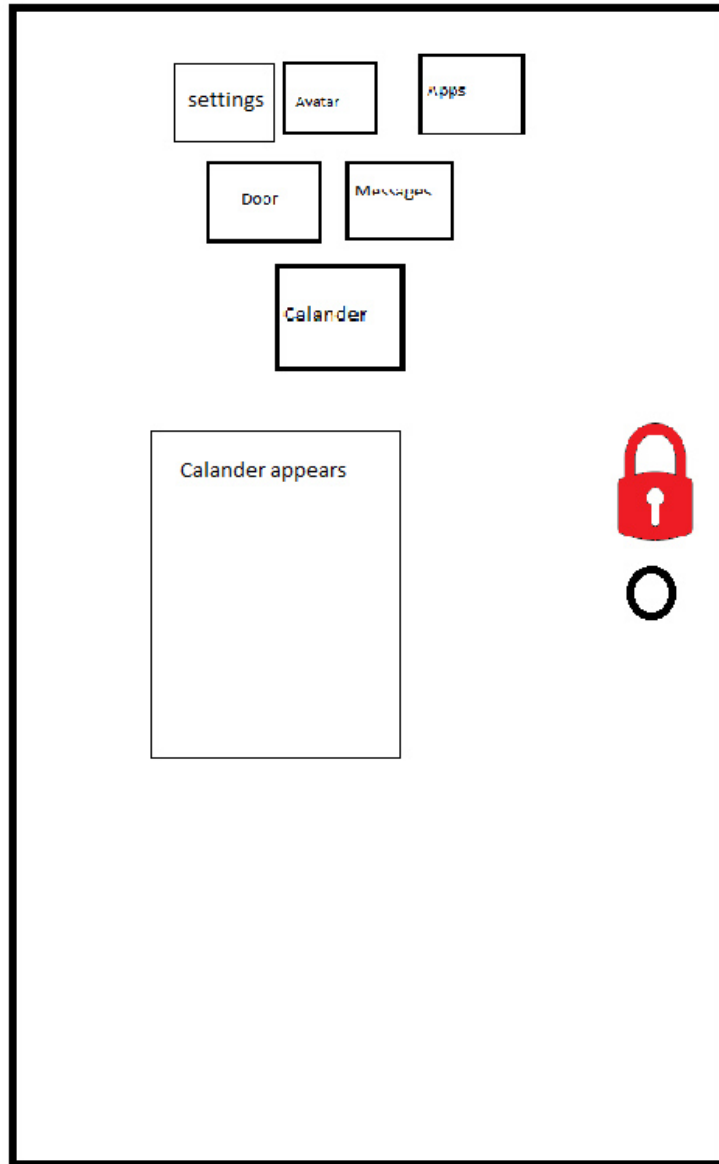 settings
Avatar
Apps
Door
Messages
Calander
Calander appears